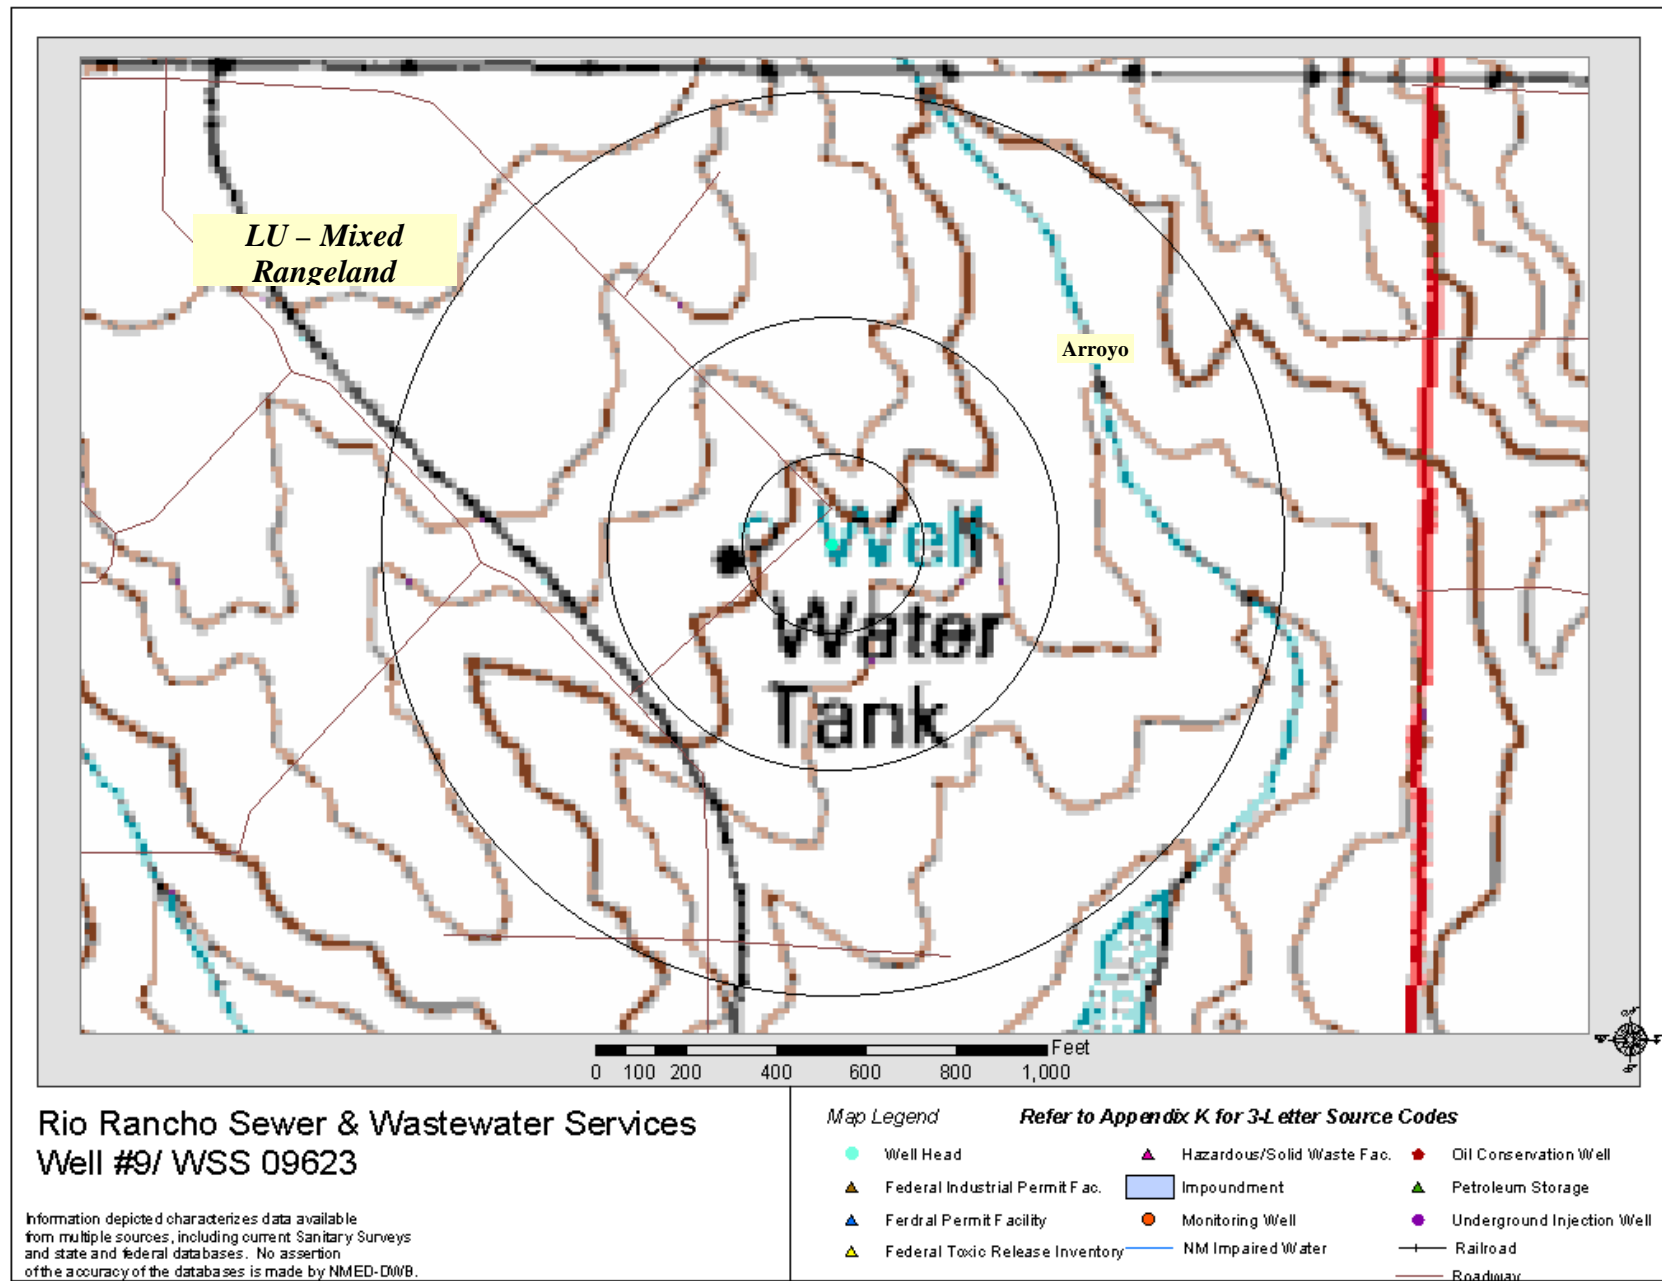 LU – Mixed
Rangeland
Arroyo
Well
Water
Tank
Feet
0 100 200 400 600 800 1,000
Rio Rancho Sewer & Wastewater Services
Well #9/ WSS 09623
Information depicted characterizes data available
from multiple sources, including current Sanitary Surveys
and state and federal databases. No assertion
of the accuracy of the databases is made by NMED-DWB.
Map Legend
Refer to Appendix K for 3-Letter Source Codes
Well Head
Federal Industrial Permit Fac.
Ferdral Permit Facility
Federal Toxic Release Inventory
Hazardous/Solid Waste Fac.
Impoundment
Monitoring Well
NM Impaired Water
Oil Conservation Well
Petroleum Storage
Underground Injection Well
Railroad
Roadway